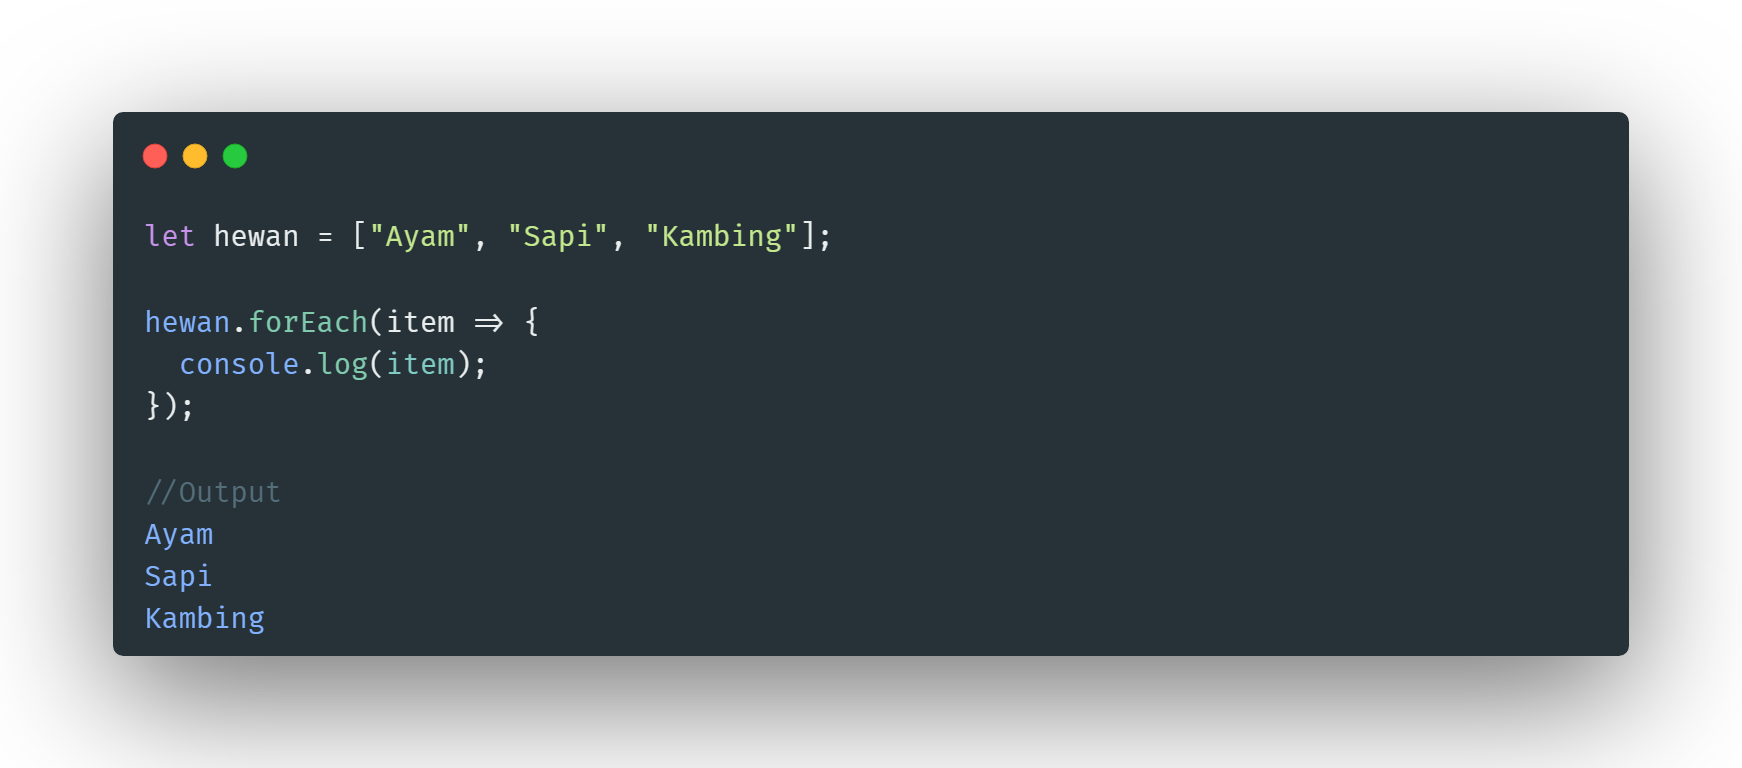 let hewan = ["Ayam", "Sapi", "Kambing"];
hewan.forEach(item => {
  console.log(item);
});
//Output
Ayam
Sapi
Kambing